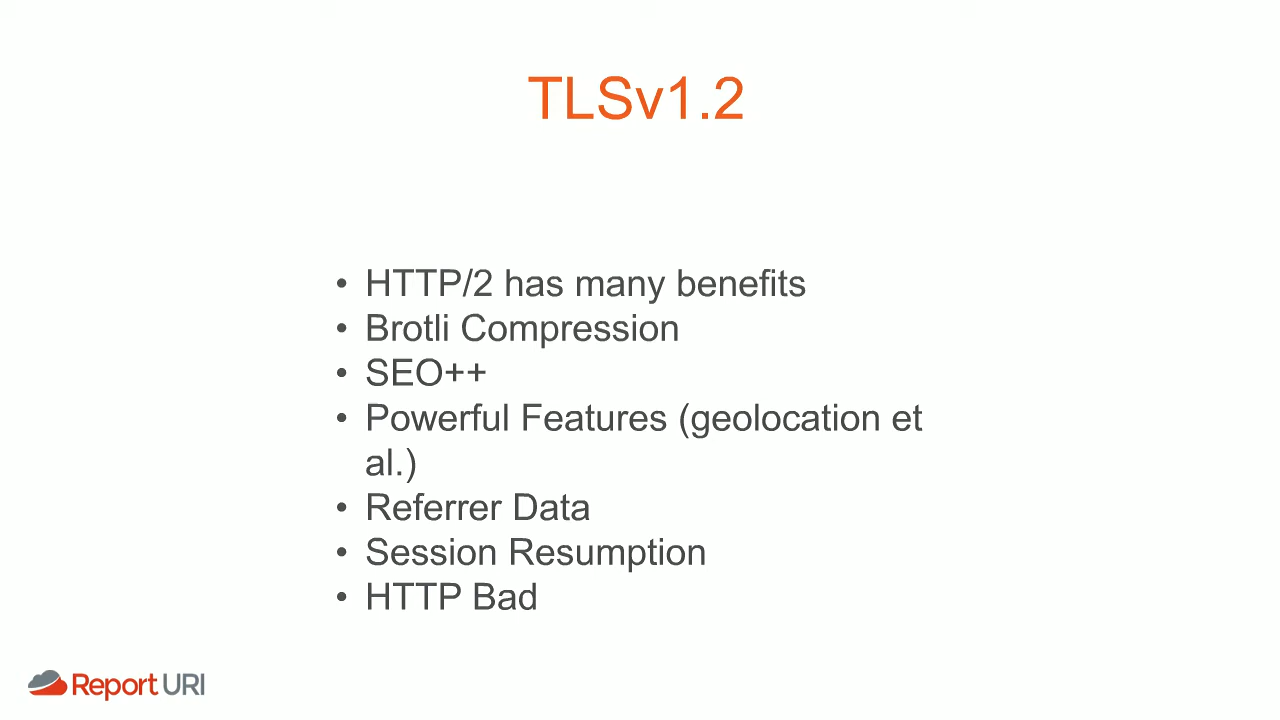 TLSv1.2
• HTTP/2 has many benefits
• Brotli Compression
• SEO++
• Powerful Features (geolocation et
al.)
• Referrer Data
• Session Resumption
• HTTP Bad
Report URI